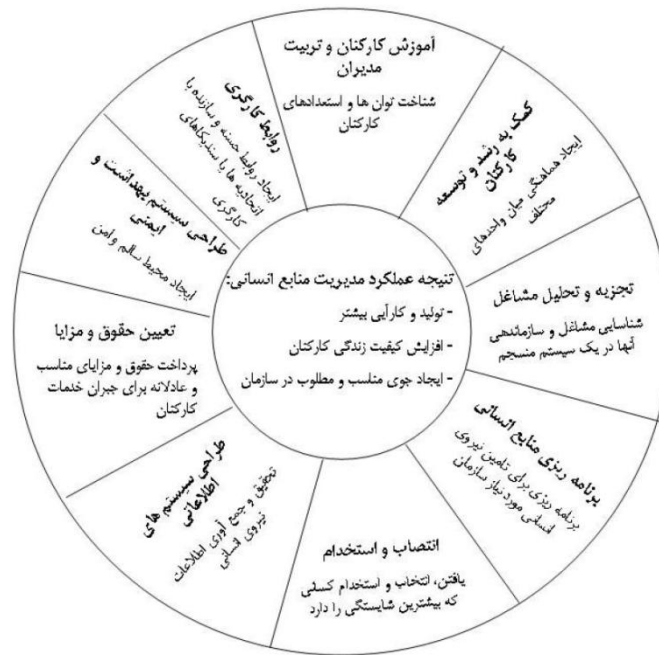 آموزش کارکنان و تربیت
مدیران
شناخت توان ها و استعدادهای
کارکنان
کمک به رشد و توسعه
کارکنان
ایجاد هماهنگی میان واحدهای
مختلف
تجزیه و تحلیل مشاغل
شناسایی مشاغل و سازماندهی
آنها در یک سیستم منسجم
برنامه ریزی منابع انسانی
برنامه ریزی برای تامین نیروی
انسانی مورد نیاز سازمان
انتصاب و استخدام
یافتن، انتخاب و استخدام کسانی
که بیشترین شایستگی را دارد
طراحی سیستم های
اطلاعاتی
تحقیق و جمع آوری اطلاعات
نیروی انسانی
تعیین حقوق و مزایا
پرداخت حقوق و مزایای مناسب
و عادلانه برای جبران خدمات
کارکنان
طراحی سیستم بهداشت و
ایمنی
ایجاد محیط سالم و امن
روابط کارگری
ایجاد روابط حسنه و سازنده با
اتحادیه ها یا سندیکاهای
کارگری
نتیجه عملکرد مدیریت منابع انسانی:
- تولید و کارآیی بیشتر
- افزایش کیفیت زندگی کارکنان
- ایجاد جوی مناسب و مطلوب در سازمان